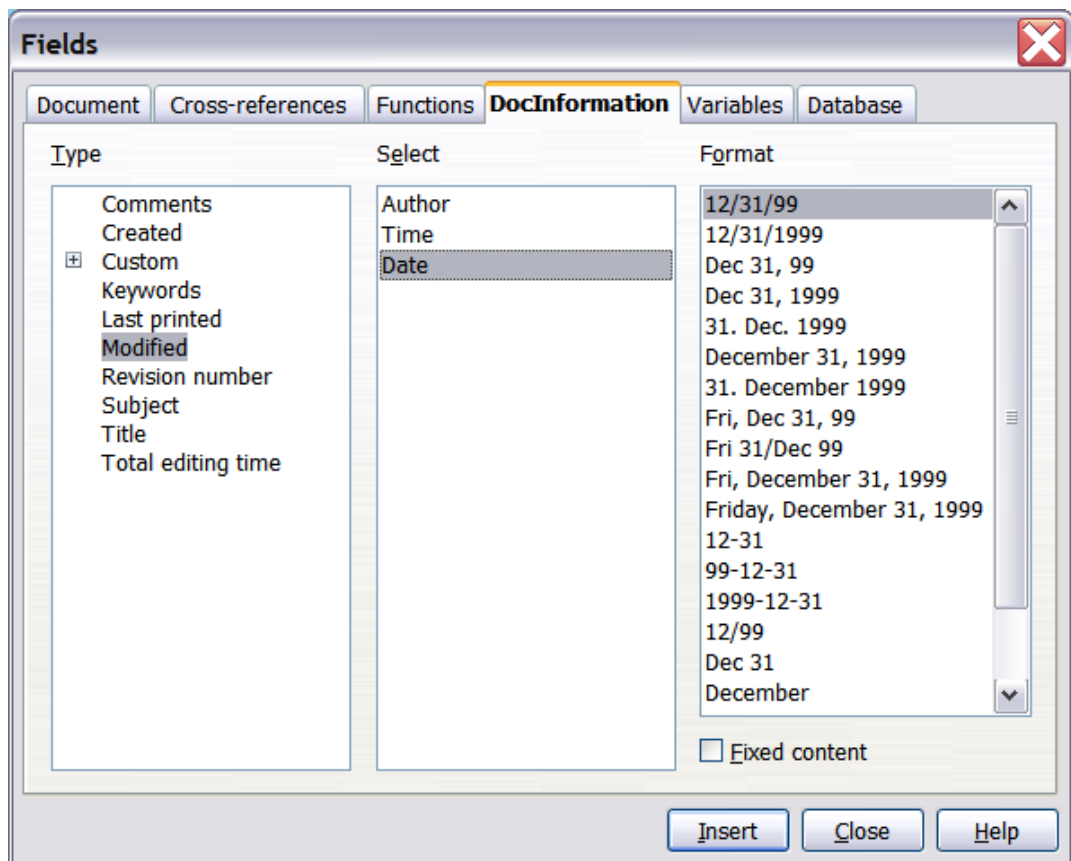 Fields
Document Cross-references Functions DocInformation Variables Database
Type
Comments
Created
Custom
Keywords
Last printed
Modified
Revision number
Subject
Title
Total editing time
Select
Author
Time
Date
Format
12/31/99
12/31/1999
Dec 31, 99
Dec 31, 1999
31. Dec. 1999
December 31, 1999
31. December 1999
Fri, Dec 31, 99
Fri 31/Dec 99
Fri, December 31, 1999
Friday, December 31, 1999
12-31
99-12-31
1999-12-31
12/99
Dec 31
December
Fixed content
Insert Close Help